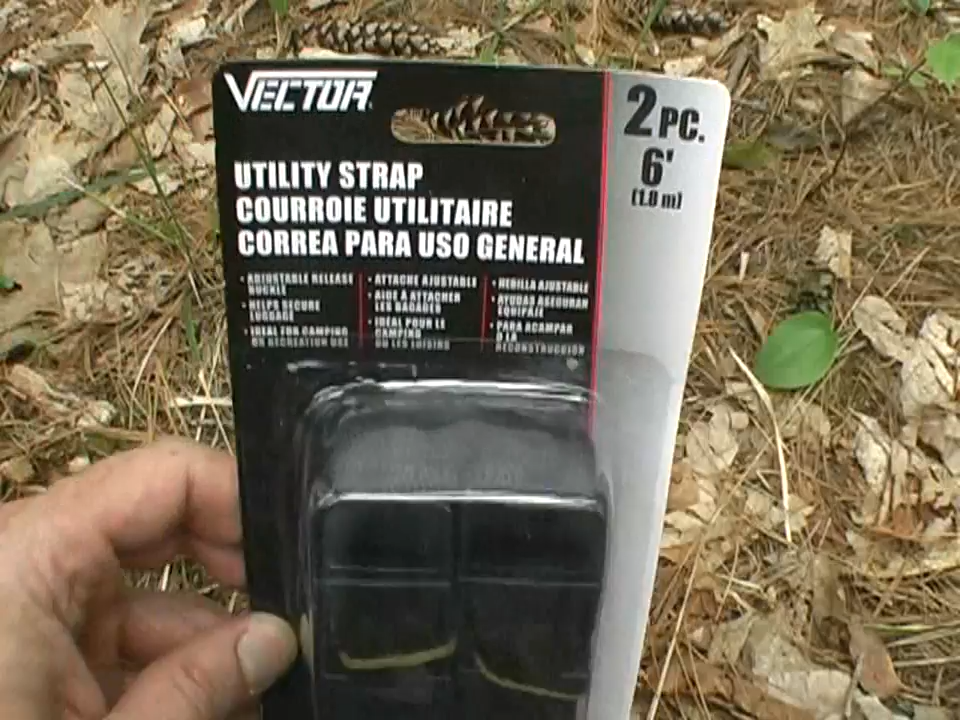 VECTOR
2 PC.
6'
(1.8 m)
UTILITY STRAP
COURROIE UTILITAIRE
CORREA PARA USO GENERAL
• ADJUSTABLE RELEASE
BUCKLE
• HELPS SECURE
LUGGAGE
• IDEAL FOR CAMPING
OR RECREATION USE
• ATTACHE AJUSTABLE
• AIDE À ATTACHER
LES BAGAGES
• IDÉAL POUR LE
CAMPING
OU LES LOISIRS
• HEBILLA AJUSTABLE
• AYUDAS ASEGURAN
EQUIPAJE
• PARA ACAMPAR
O LA
RECONSTRUCCIÓN